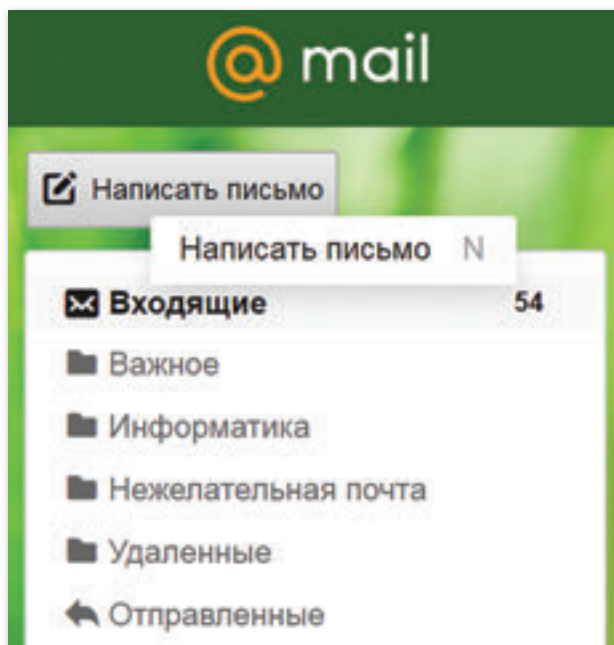 @ mail
Написать письмо
Написать письмо N
Входящие 54
Важное
Информатика
Нежелательная почта
Удаленные
Отправленные